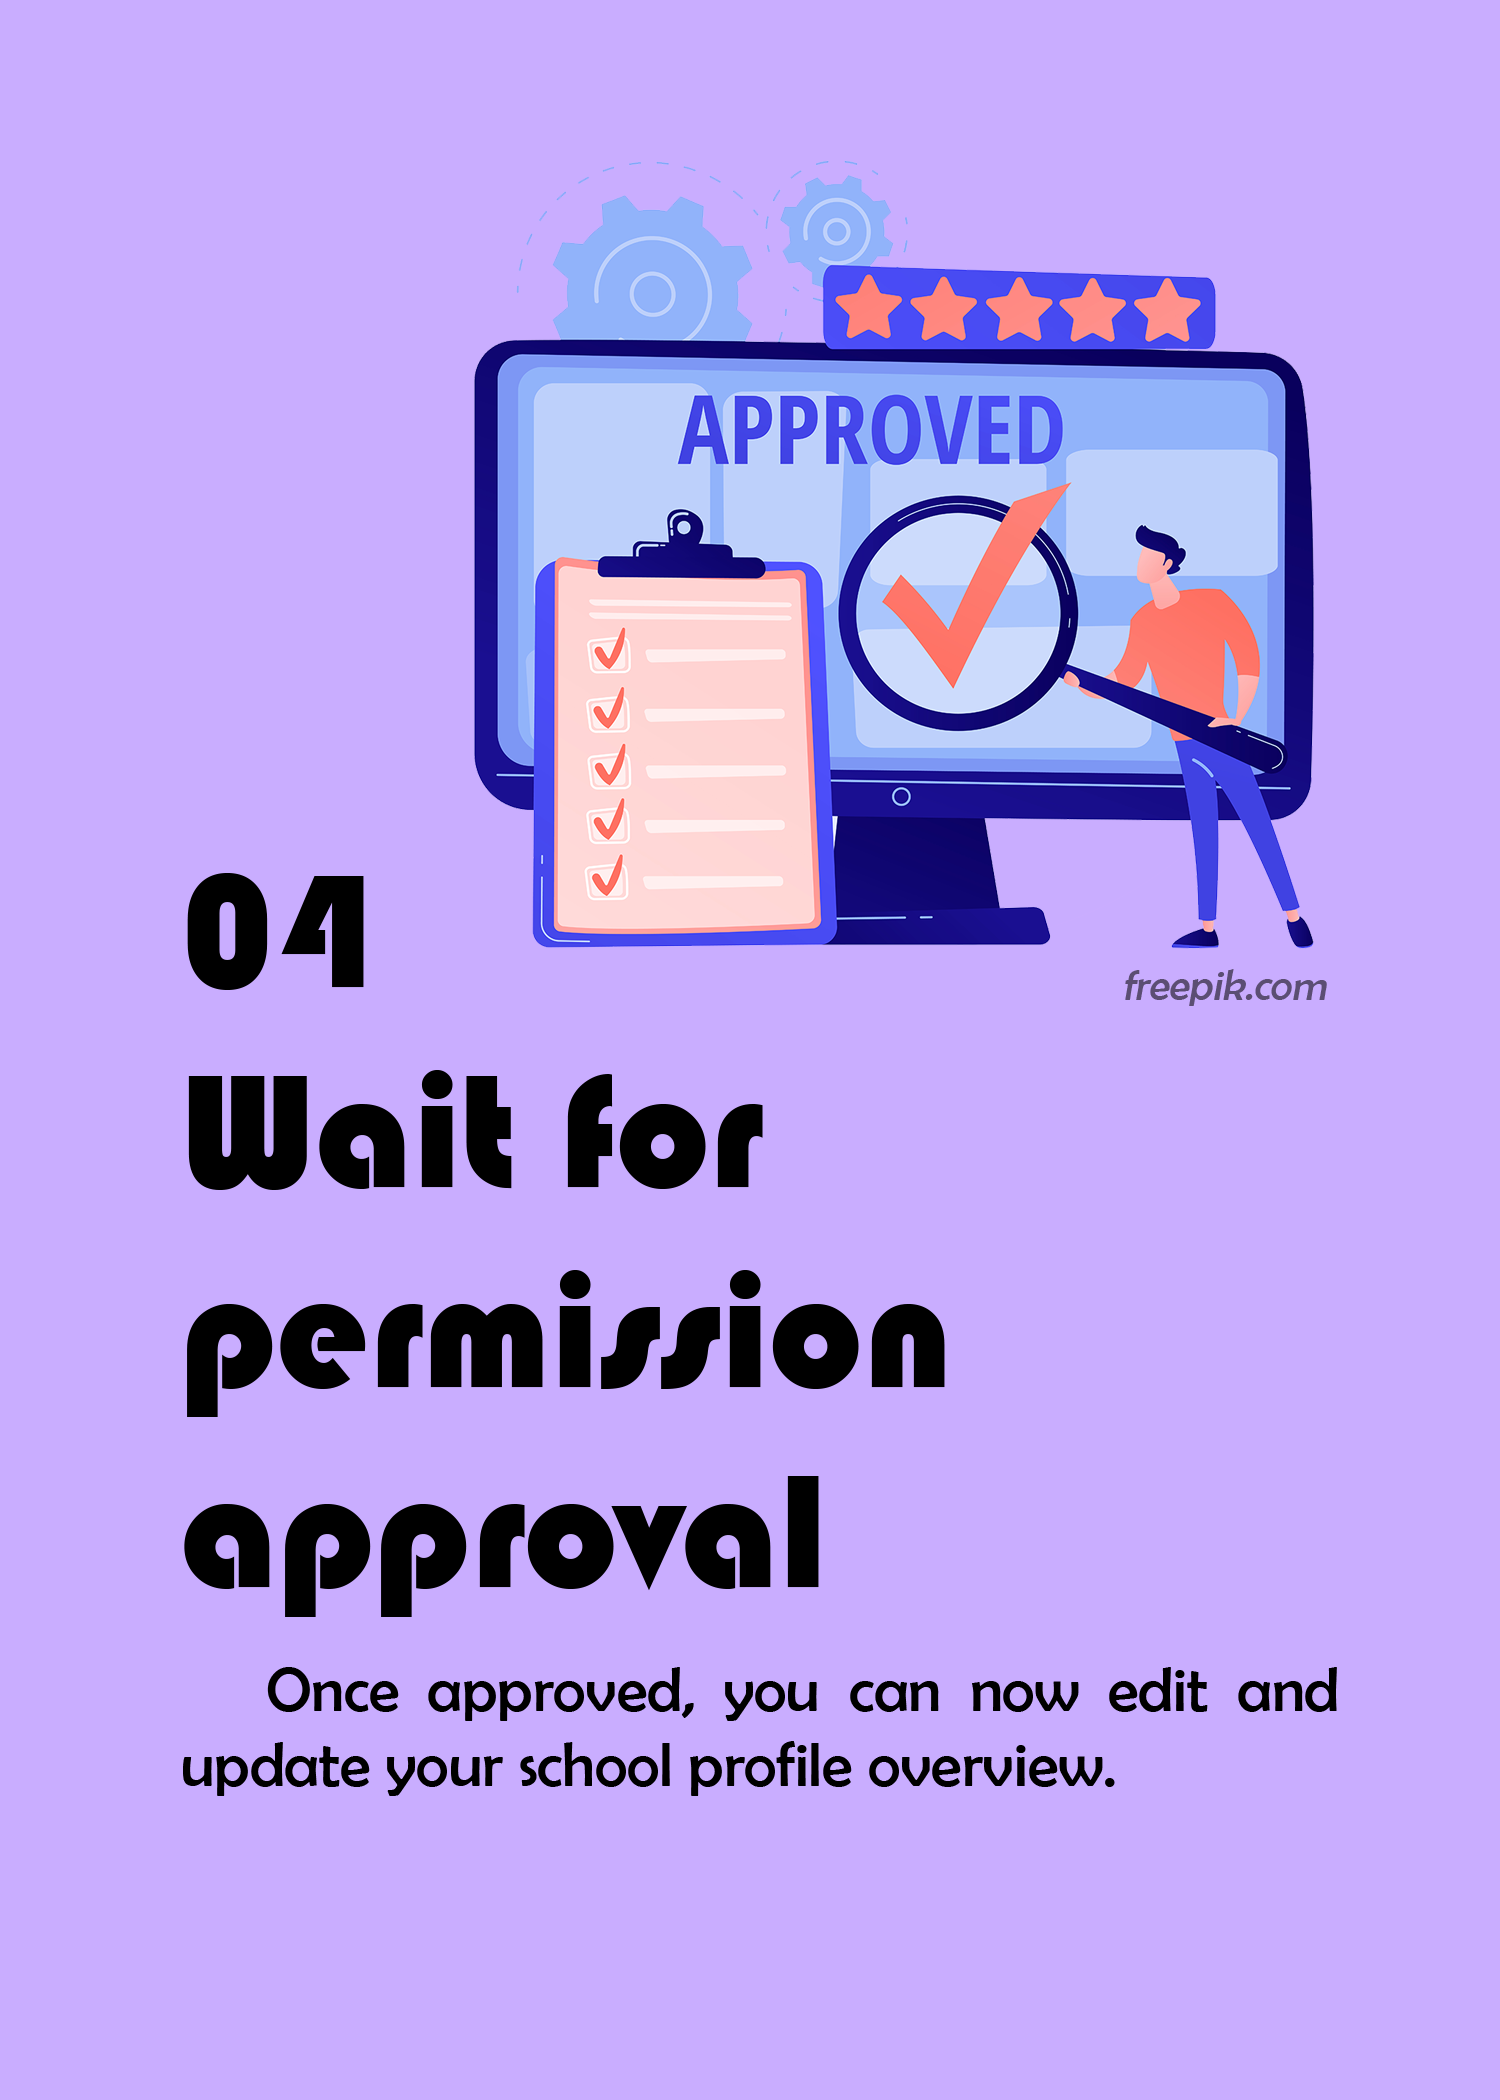 APPROVED
04
freepik.com
Wait for
permission
approval
Once approved, you can now edit and
update your school profile overview.